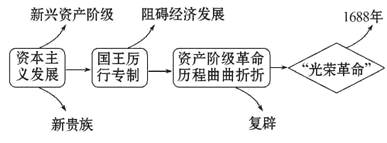 新兴资产阶级
阻碍经济发展
1688年
资本主
义发展
国王厉
行专制
资产阶级革命
历程曲曲折折
“光荣革命”
新贵族
复辟